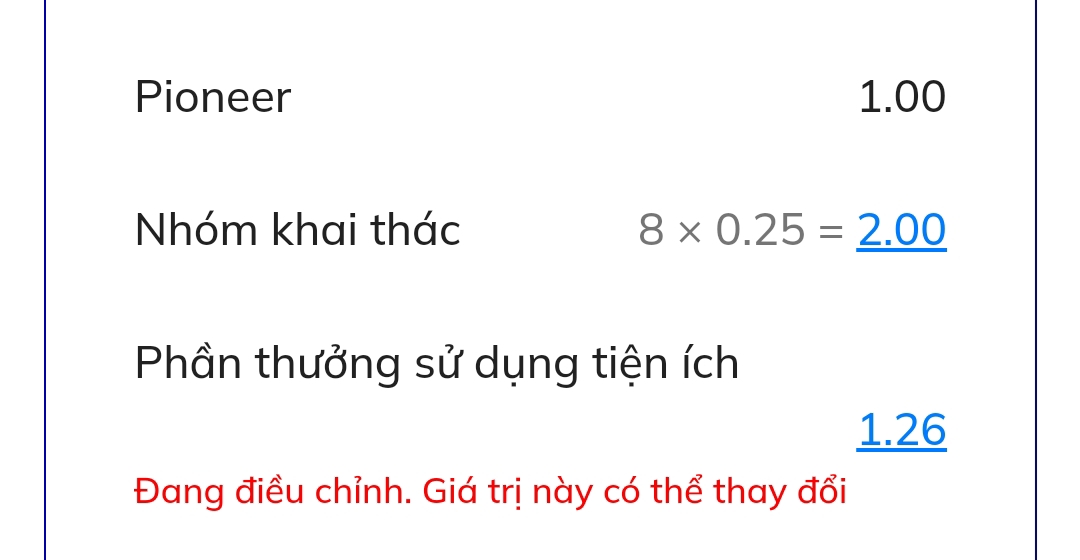 Pioneer 1.00
Nhóm khai thác 8 × 0.25 = 2.00
Phần thưởng sử dụng tiện ích
1.26
Đang điều chỉnh. Giá trị này có thể thay đổi